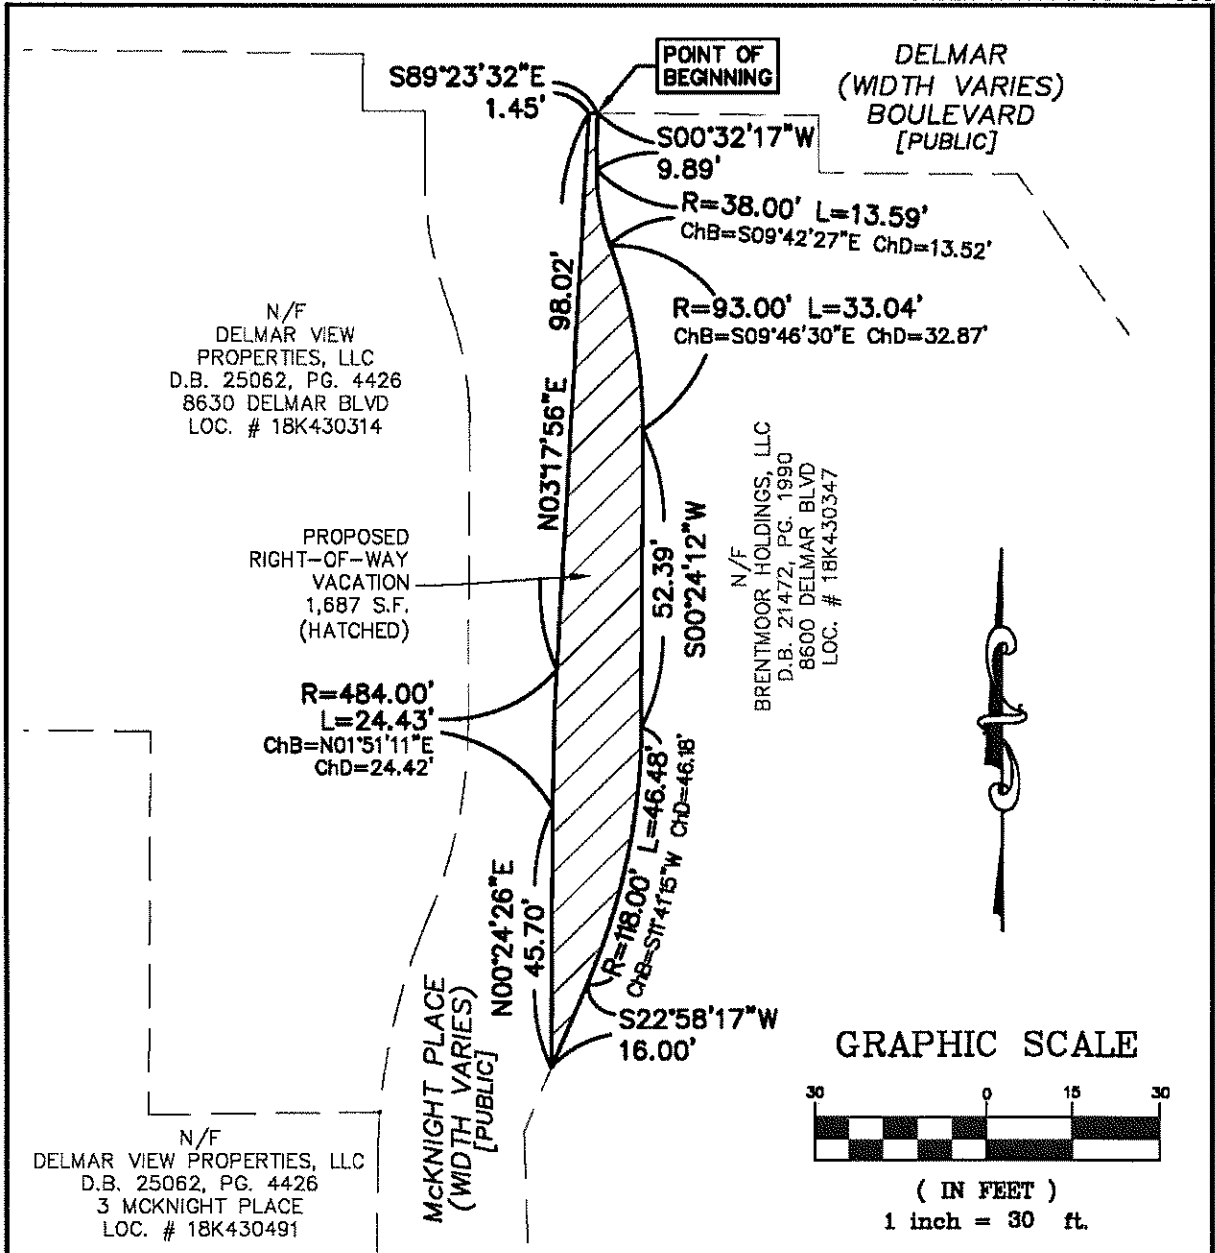 S89°23'32"E
1.45'
POINT OF
BEGINNING
DELMAR
(WIDTH VARIES)
BOULEVARD
[PUBLIC]
S00°32'17"W
9.89'
R=38.00' L=13.59'
ChB=S09°42'27"E ChD=13.52'
R=93.00' L=33.04'
ChB=S09°46'30"E ChD=32.87'
98.02'
N03°17'56"E
N/F
DELMAR VIEW
PROPERTIES, LLC
D.B. 25062, PG. 4426
8630 DELMAR BLVD
LOC. # 18K430314
PROPOSED
RIGHT-OF-WAY
VACATION
1,687 S.F.
(HATCHED)
52.39'
S00°24'12"W
N/F
BRENTMOOR HOLDINGS, LLC
D.B. 21472, PG. 1990
8600 DELMAR BLVD
LOC. # 18K430347
R=484.00'
L=24.43'
ChB=N01°51'11"E
ChD=24.42'
R=118.00' L=46.48'
ChB=S11°41'15"W ChD=46.18'
N00°24'26"E
45.70'
S22°58'17"W
16.00'
McKNIGHT PLACE
(WIDTH VARIES)
[PUBLIC]
N/F
DELMAR VIEW PROPERTIES, LLC
D.B. 25062, PG. 4426
3 MCKNIGHT PLACE
LOC. # 18K430491
GRAPHIC SCALE
30 0 15 30
( IN FEET )
1 inch = 30 ft.